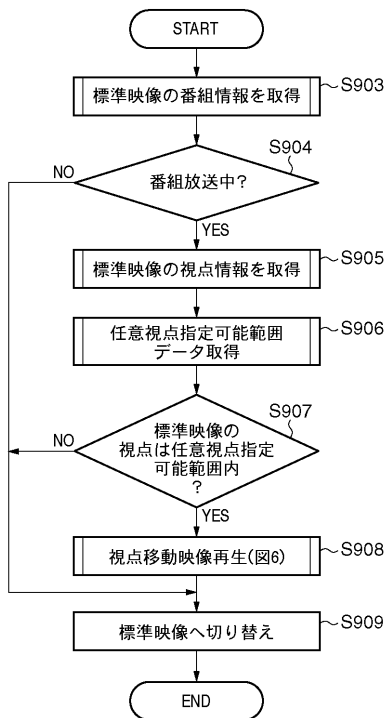 START
標準映像の番組情報を取得
S903
S904
番組放送中?
NO
YES
標準映像の視点情報を取得
S905
任意視点指定可能範囲
データ取得
S906
S907
標準映像の
視点は任意視点指定
可能範囲内
?
NO
YES
視点移動映像再生(図6)
S908
標準映像へ切り替え
S909
END